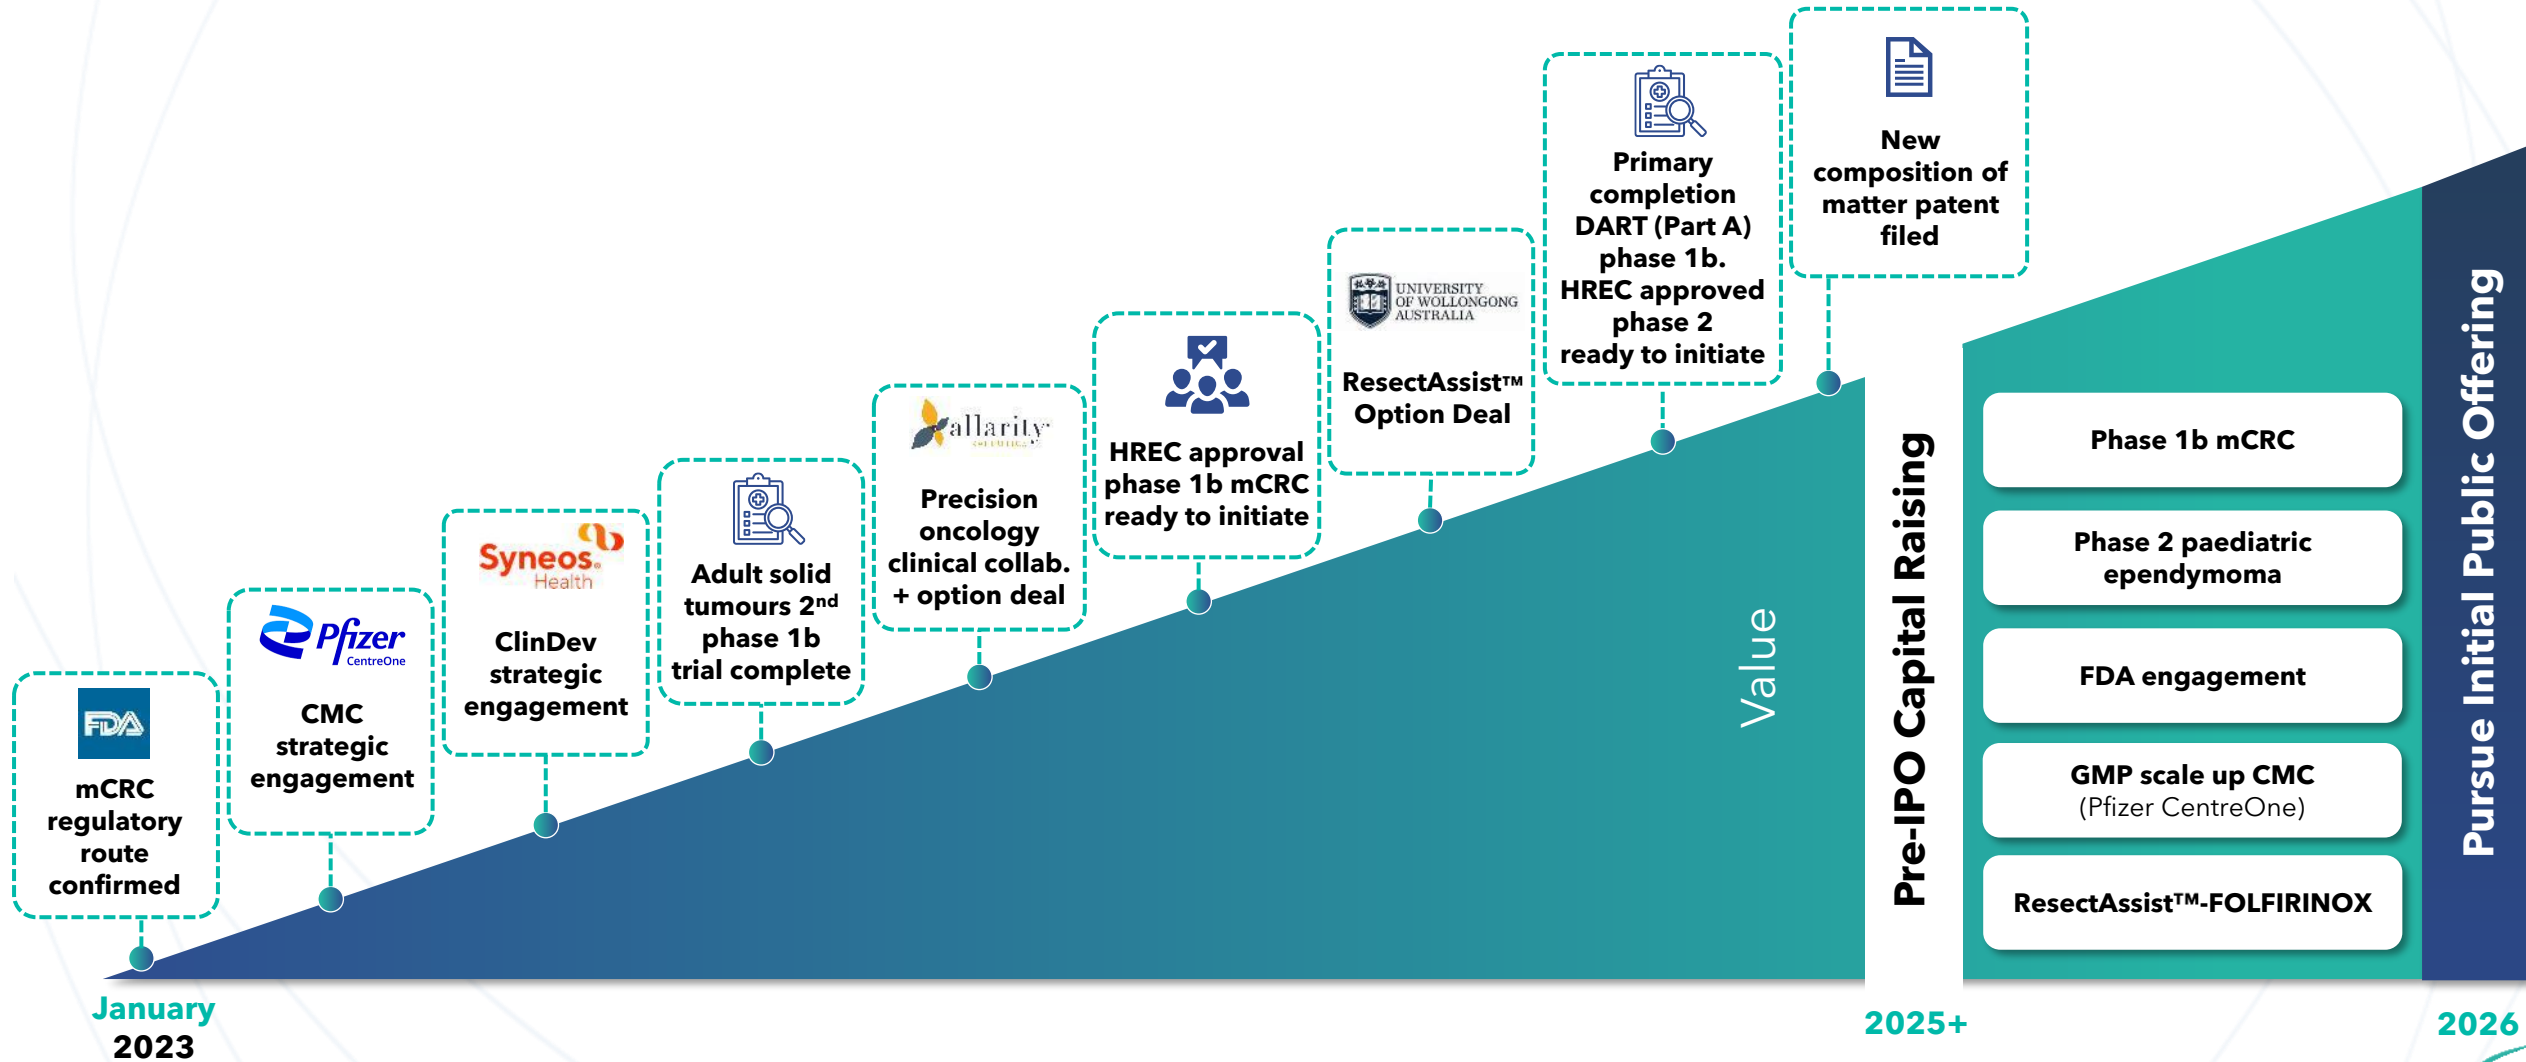 FDA
mCRC
regulatory
route
confirmed
Pfizer
CentreOne
CMC
strategic
engagement
Syneos
Health
ClinDev
strategic
engagement
Adult solid
tumours 2nd
phase 1b
trial complete
allarity
Precision
oncology
clinical collab.
+ option deal
HREC approval
phase 1b mCRC
ready to initiate
UNIVERSITY
OF WOLLONGONG
AUSTRALIA
ResectAssist™
Option Deal
Primary
completion
DART (Part A)
phase 1b.
HREC approved
phase 2
ready to initiate
New
composition of
matter patent
filed
Value
Pre-IPO Capital Raising
Phase 1b mCRC
Phase 2 paediatric
ependymoma
FDA engagement
GMP scale up CMC
(Pfizer CentreOne)
ResectAssist™-FOLFIRINOX
Pursue Initial Public Offering
January
2023
2025+
2026